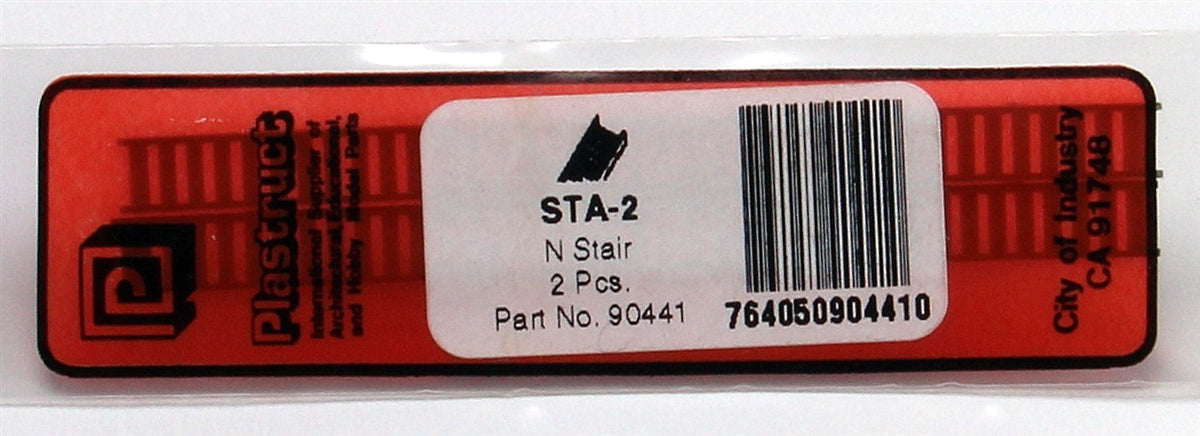 Plastruct
International Supplier of
Architectural, Educational,
and Hobby Model Parts
STA-2
N Stair
2 Pcs.
Part No. 90441
764050904410
City of Industry
CA 91748